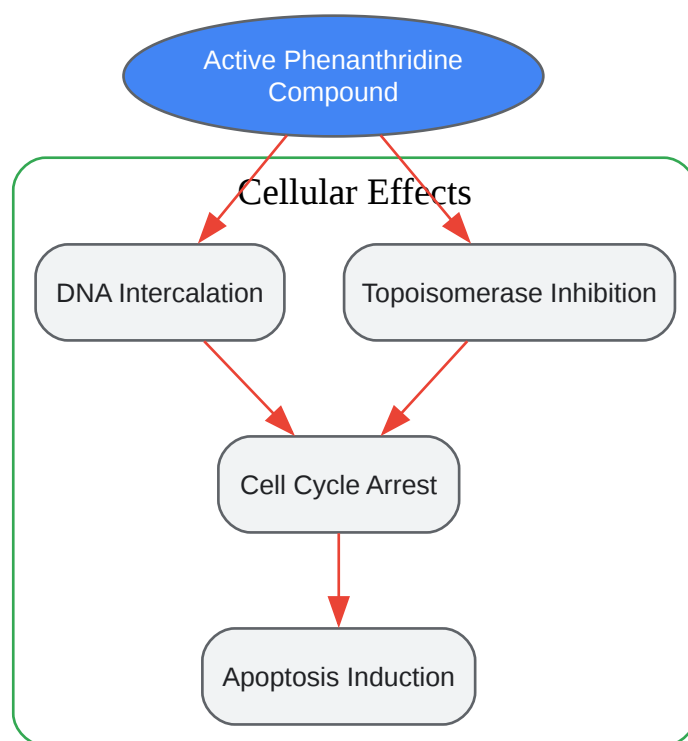 Active Phenanthridine
Compound
Cellular Effects
DNA Intercalation
Topoisomerase Inhibition
Cell Cycle Arrest
Apoptosis Induction